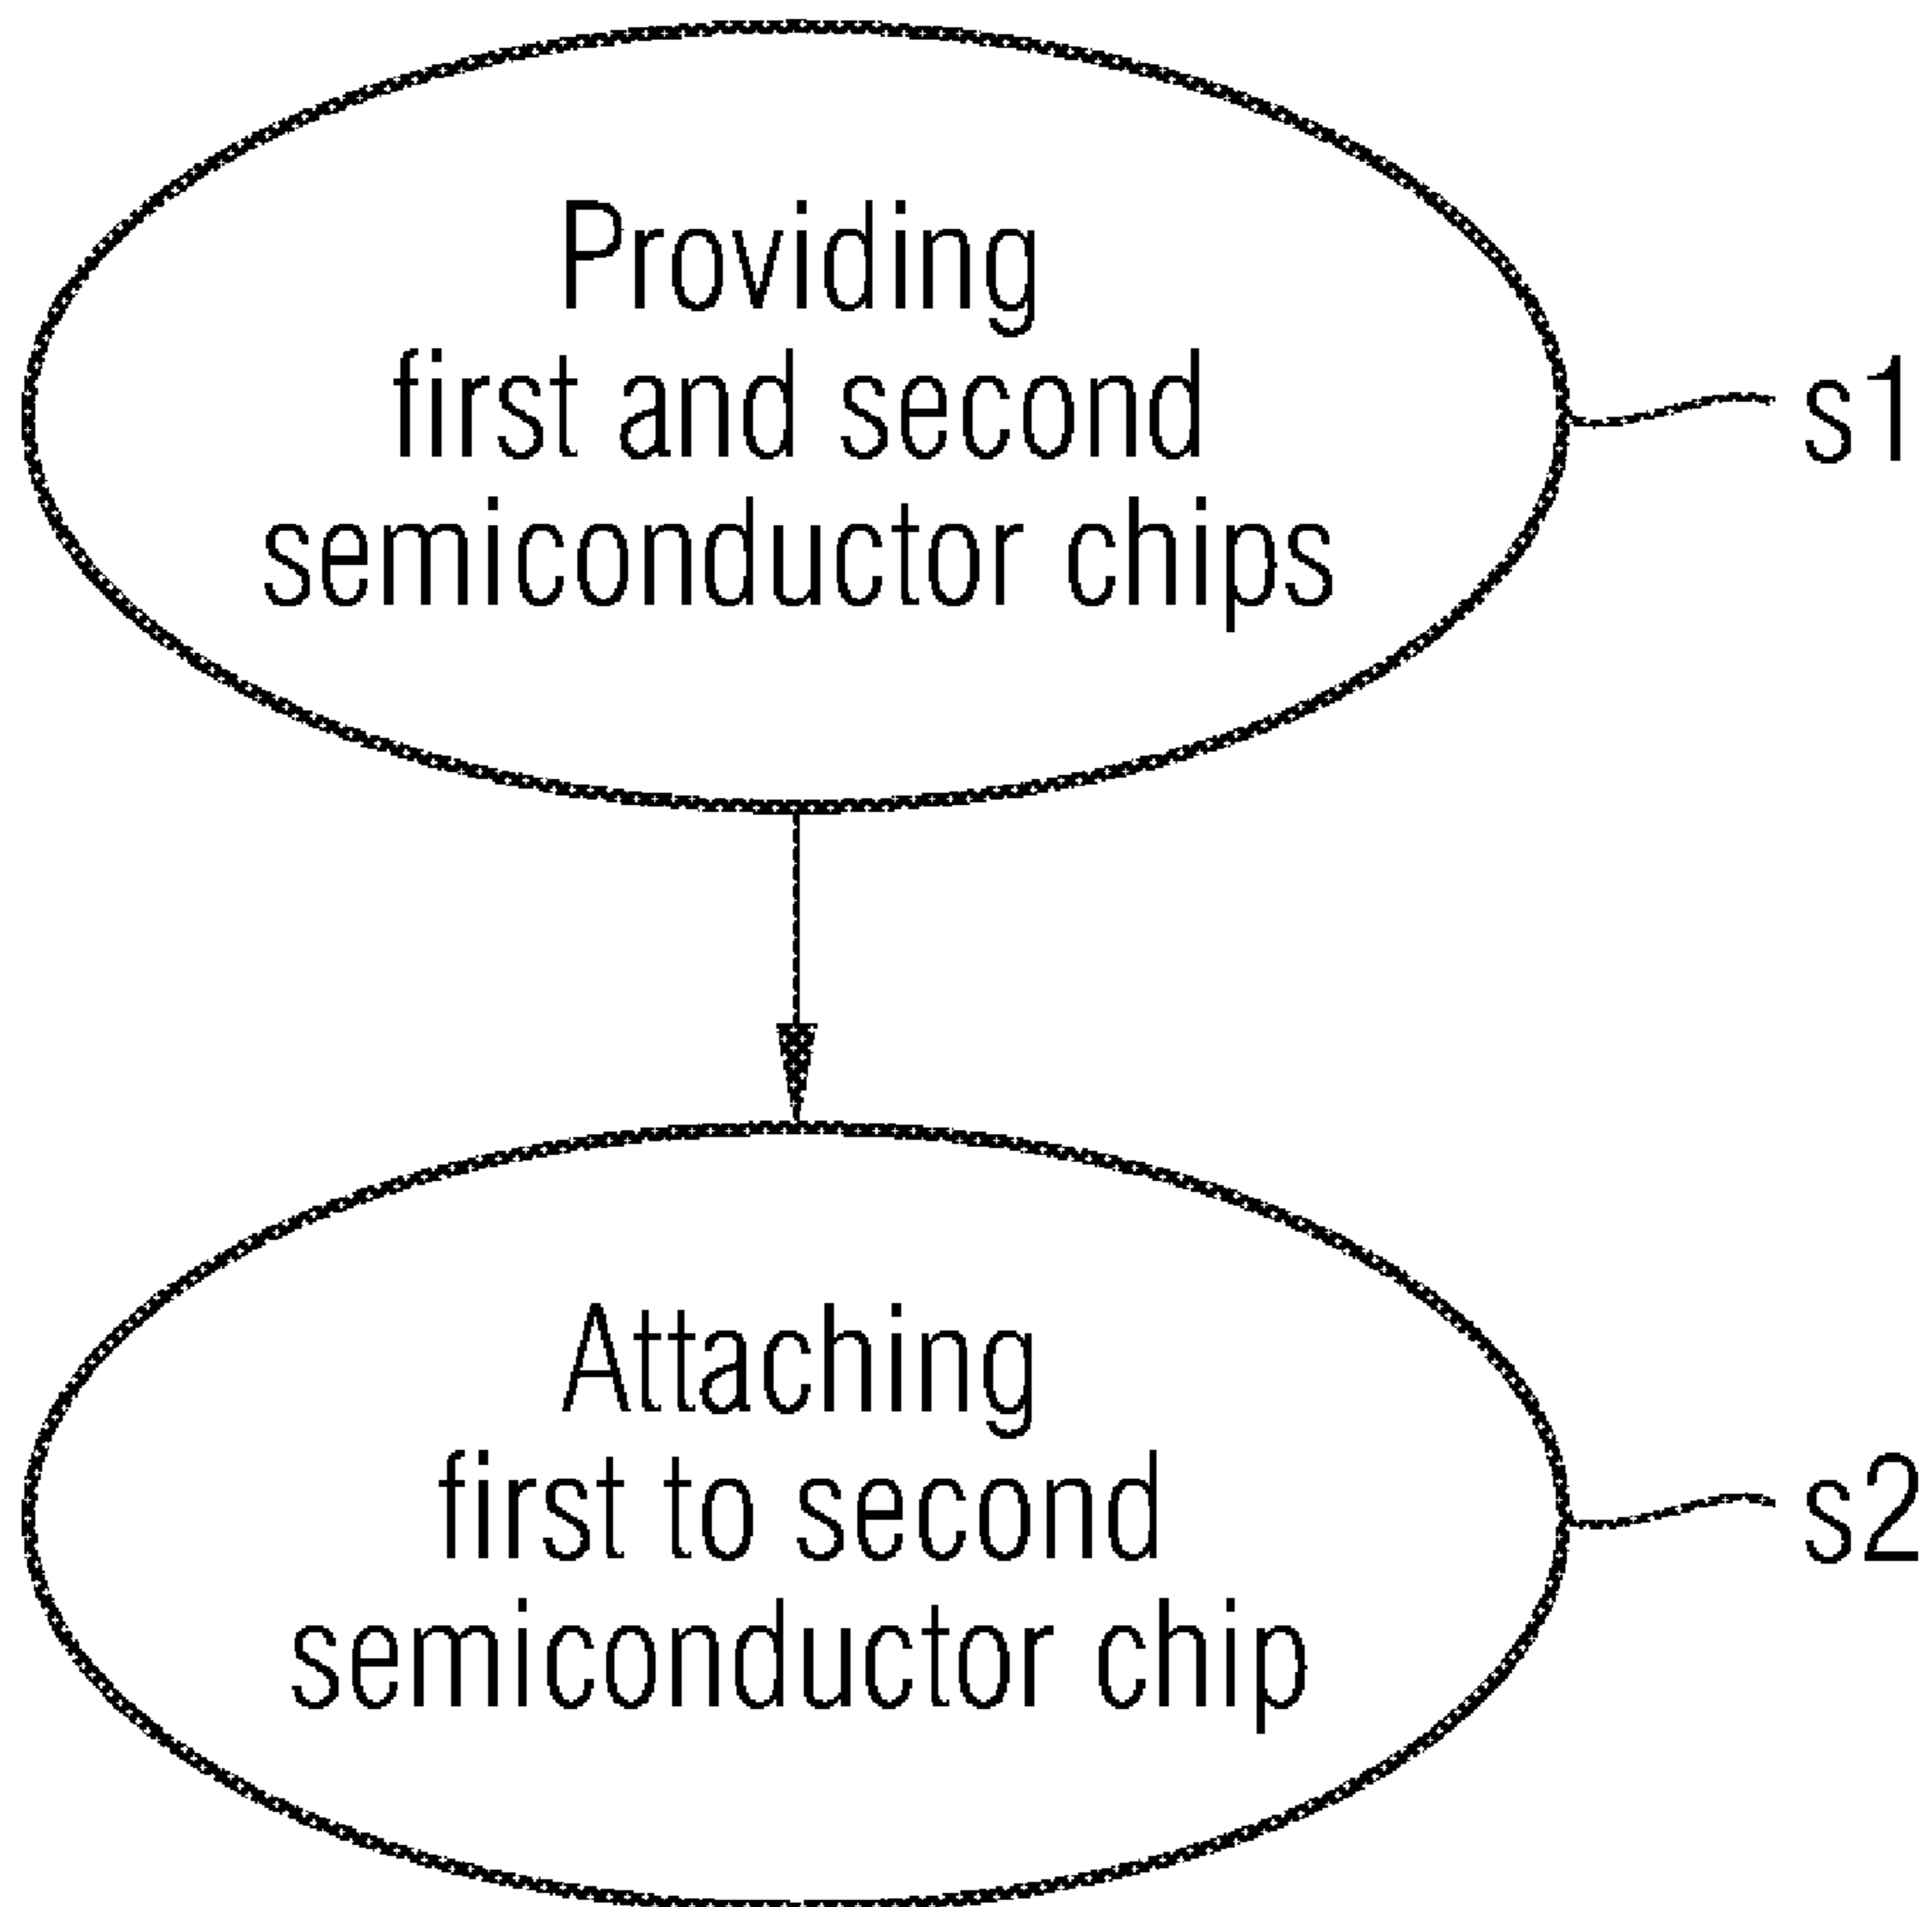 Providing
first and second
semiconductor chips
s1
Attaching
first to second
semiconductor chip
s2